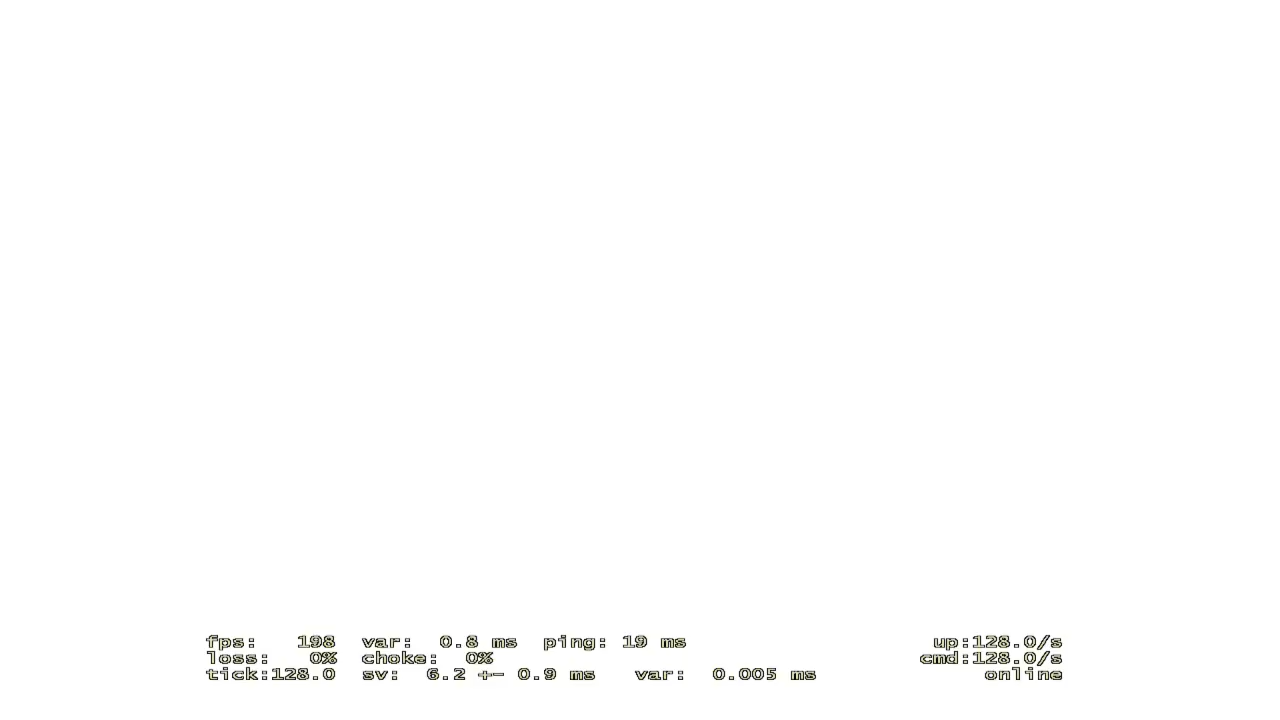 fps: 198 var: 0.8 ms ping: 19 ms up:128.0/s
loss: 0% choke: 0% cmd:128.0/s
tick:128.0 sv: 6.2 +- 0.9 ms var: 0.005 ms online